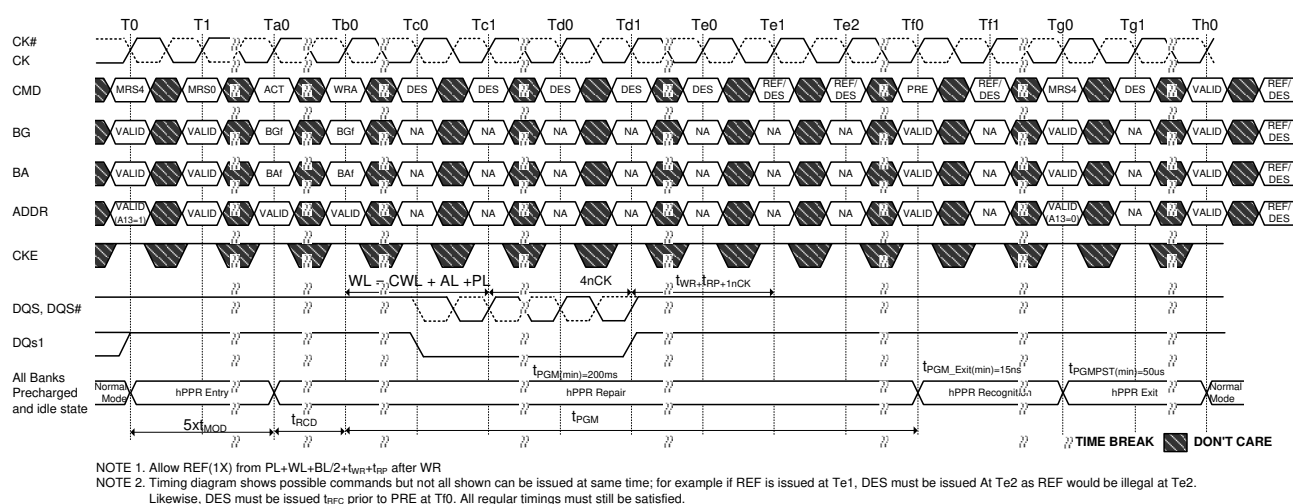 T0 T1 Ta0 Tb0 Tc0 Tc1 Td0 Td1 Te0 Te1 Te2 Tf0 Tf1 Tg0 Tg1 Th0
CK#
CK
CMD MRS4 MRS0 ACT WRA DES DES DES DES DES REF/DES REF/DES PRE REF/DES MRS4 DES VALID REF/DES
BG VALID VALID BGf BGf NA NA NA NA NA NA NA VALID NA VALID NA VALID REF/DES
BA VALID VALID BAf BAf NA NA NA NA NA NA NA VALID NA VALID NA VALID REF/DES
ADDR VALID (A13=1) VALID VALID VALID NA NA NA NA NA NA NA VALID NA VALID (A13=0) NA VALID REF/DES
CKE
WL = CWL + AL +PL 4nCK tWR+tRP+1nCK
DQS, DQS#
DQs1
tPGM(min)=200ms tPGM_Exit(min)=15ns tPGMPST(min)=50us
All Banks
Precharged
and idle state
Normal Mode hPPR Entry hPPR Repair hPPR Recognition hPPR Exit Normal Mode
5xtMOD tRCD tPGM
TIME BREAK DON'T CARE
NOTE 1. Allow REF(1X) from PL+WL+BL/2+tWR+tRP after WR
NOTE 2. Timing diagram shows possible commands but not all shown can be issued at same time; for example if REF is issued at Te1, DES must be issued At Te2 as REF would be illegal at Te2.
Likewise, DES must be issued tRFC prior to PRE at Tf0. All regular timings must still be satisfied.